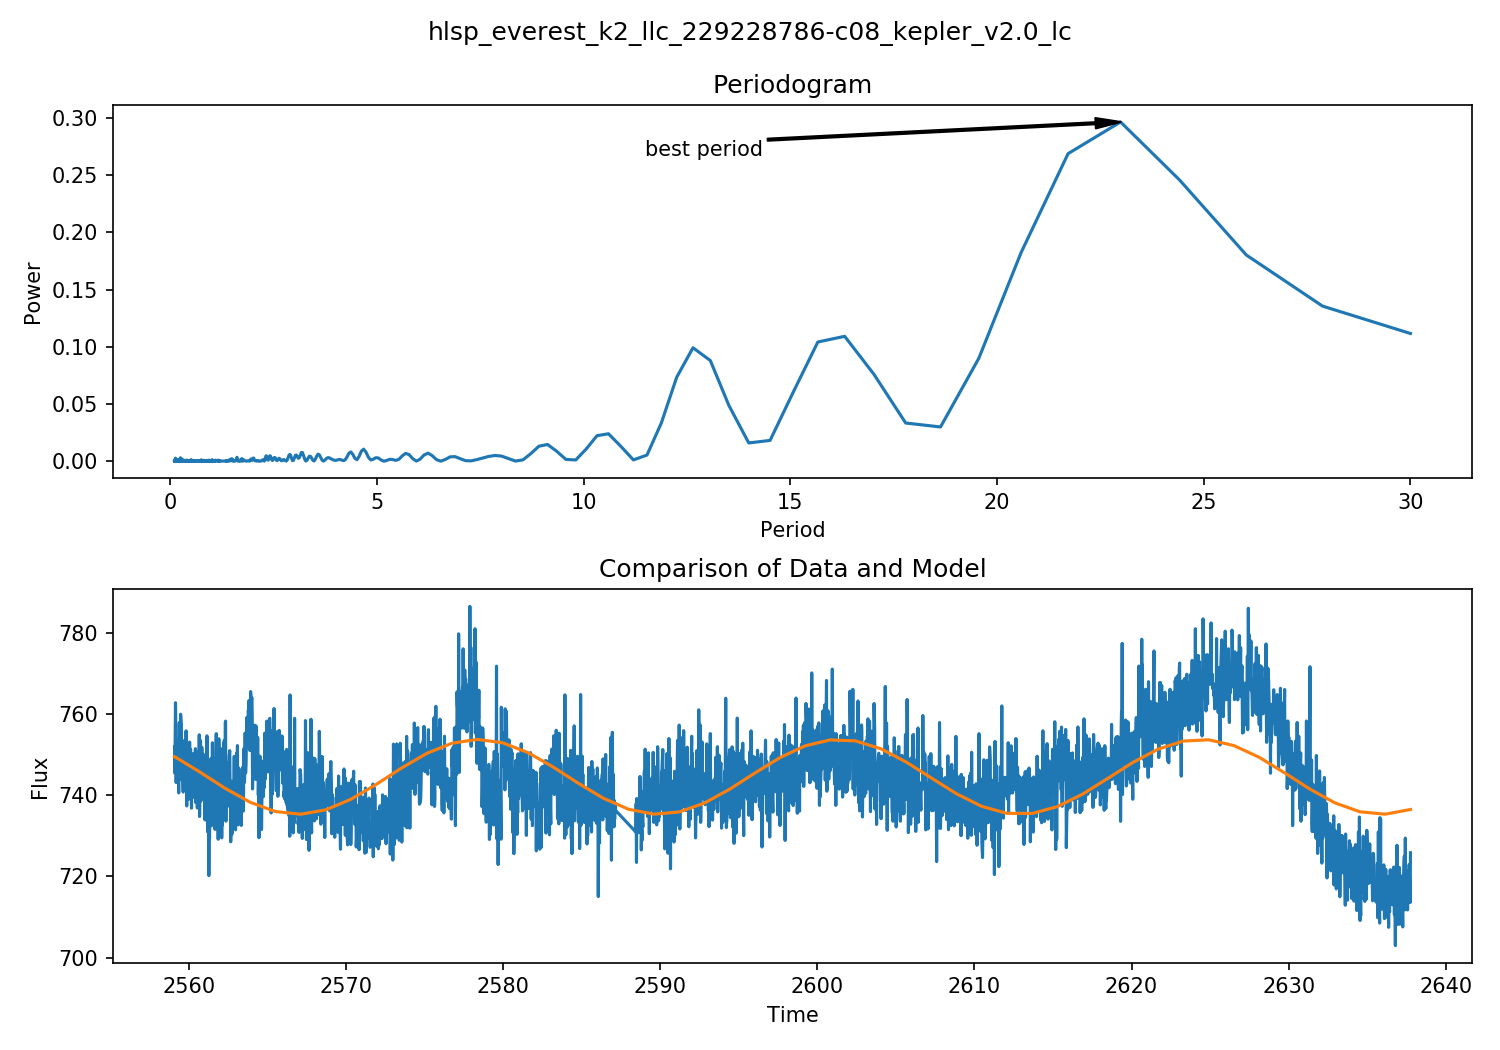 hlsp_everest_k2_llc_229228786-c08_kepler_v2.0_lc
Periodogram
0.30
0.25
0.20
0.15
0.10
0.05
0.00
Power
best period
0 5 10 15 20 25 30
Period
Comparison of Data and Model
780
760
740
720
700
Flux
2560 2570 2580 2590 2600 2610 2620 2630 2640
Time